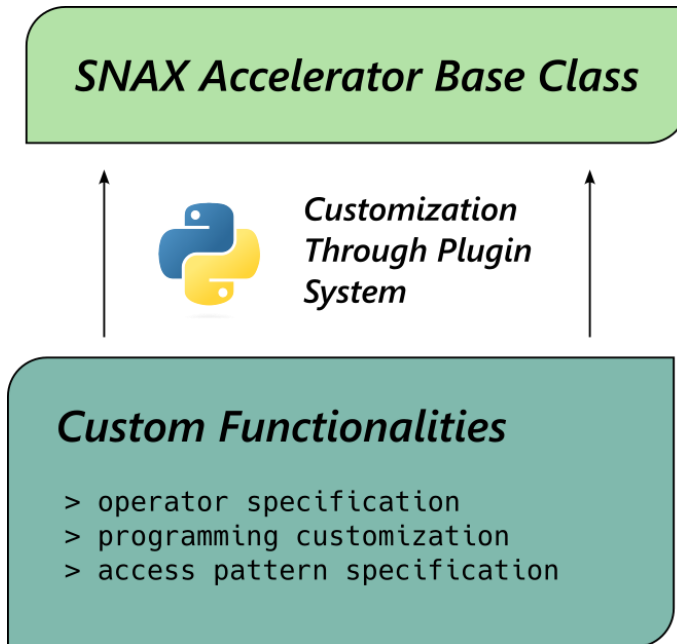 SNAX Accelerator Base Class
Customization
Through Plugin
System
Custom Functionalities
> operator specification
> programming customization
> access pattern specification